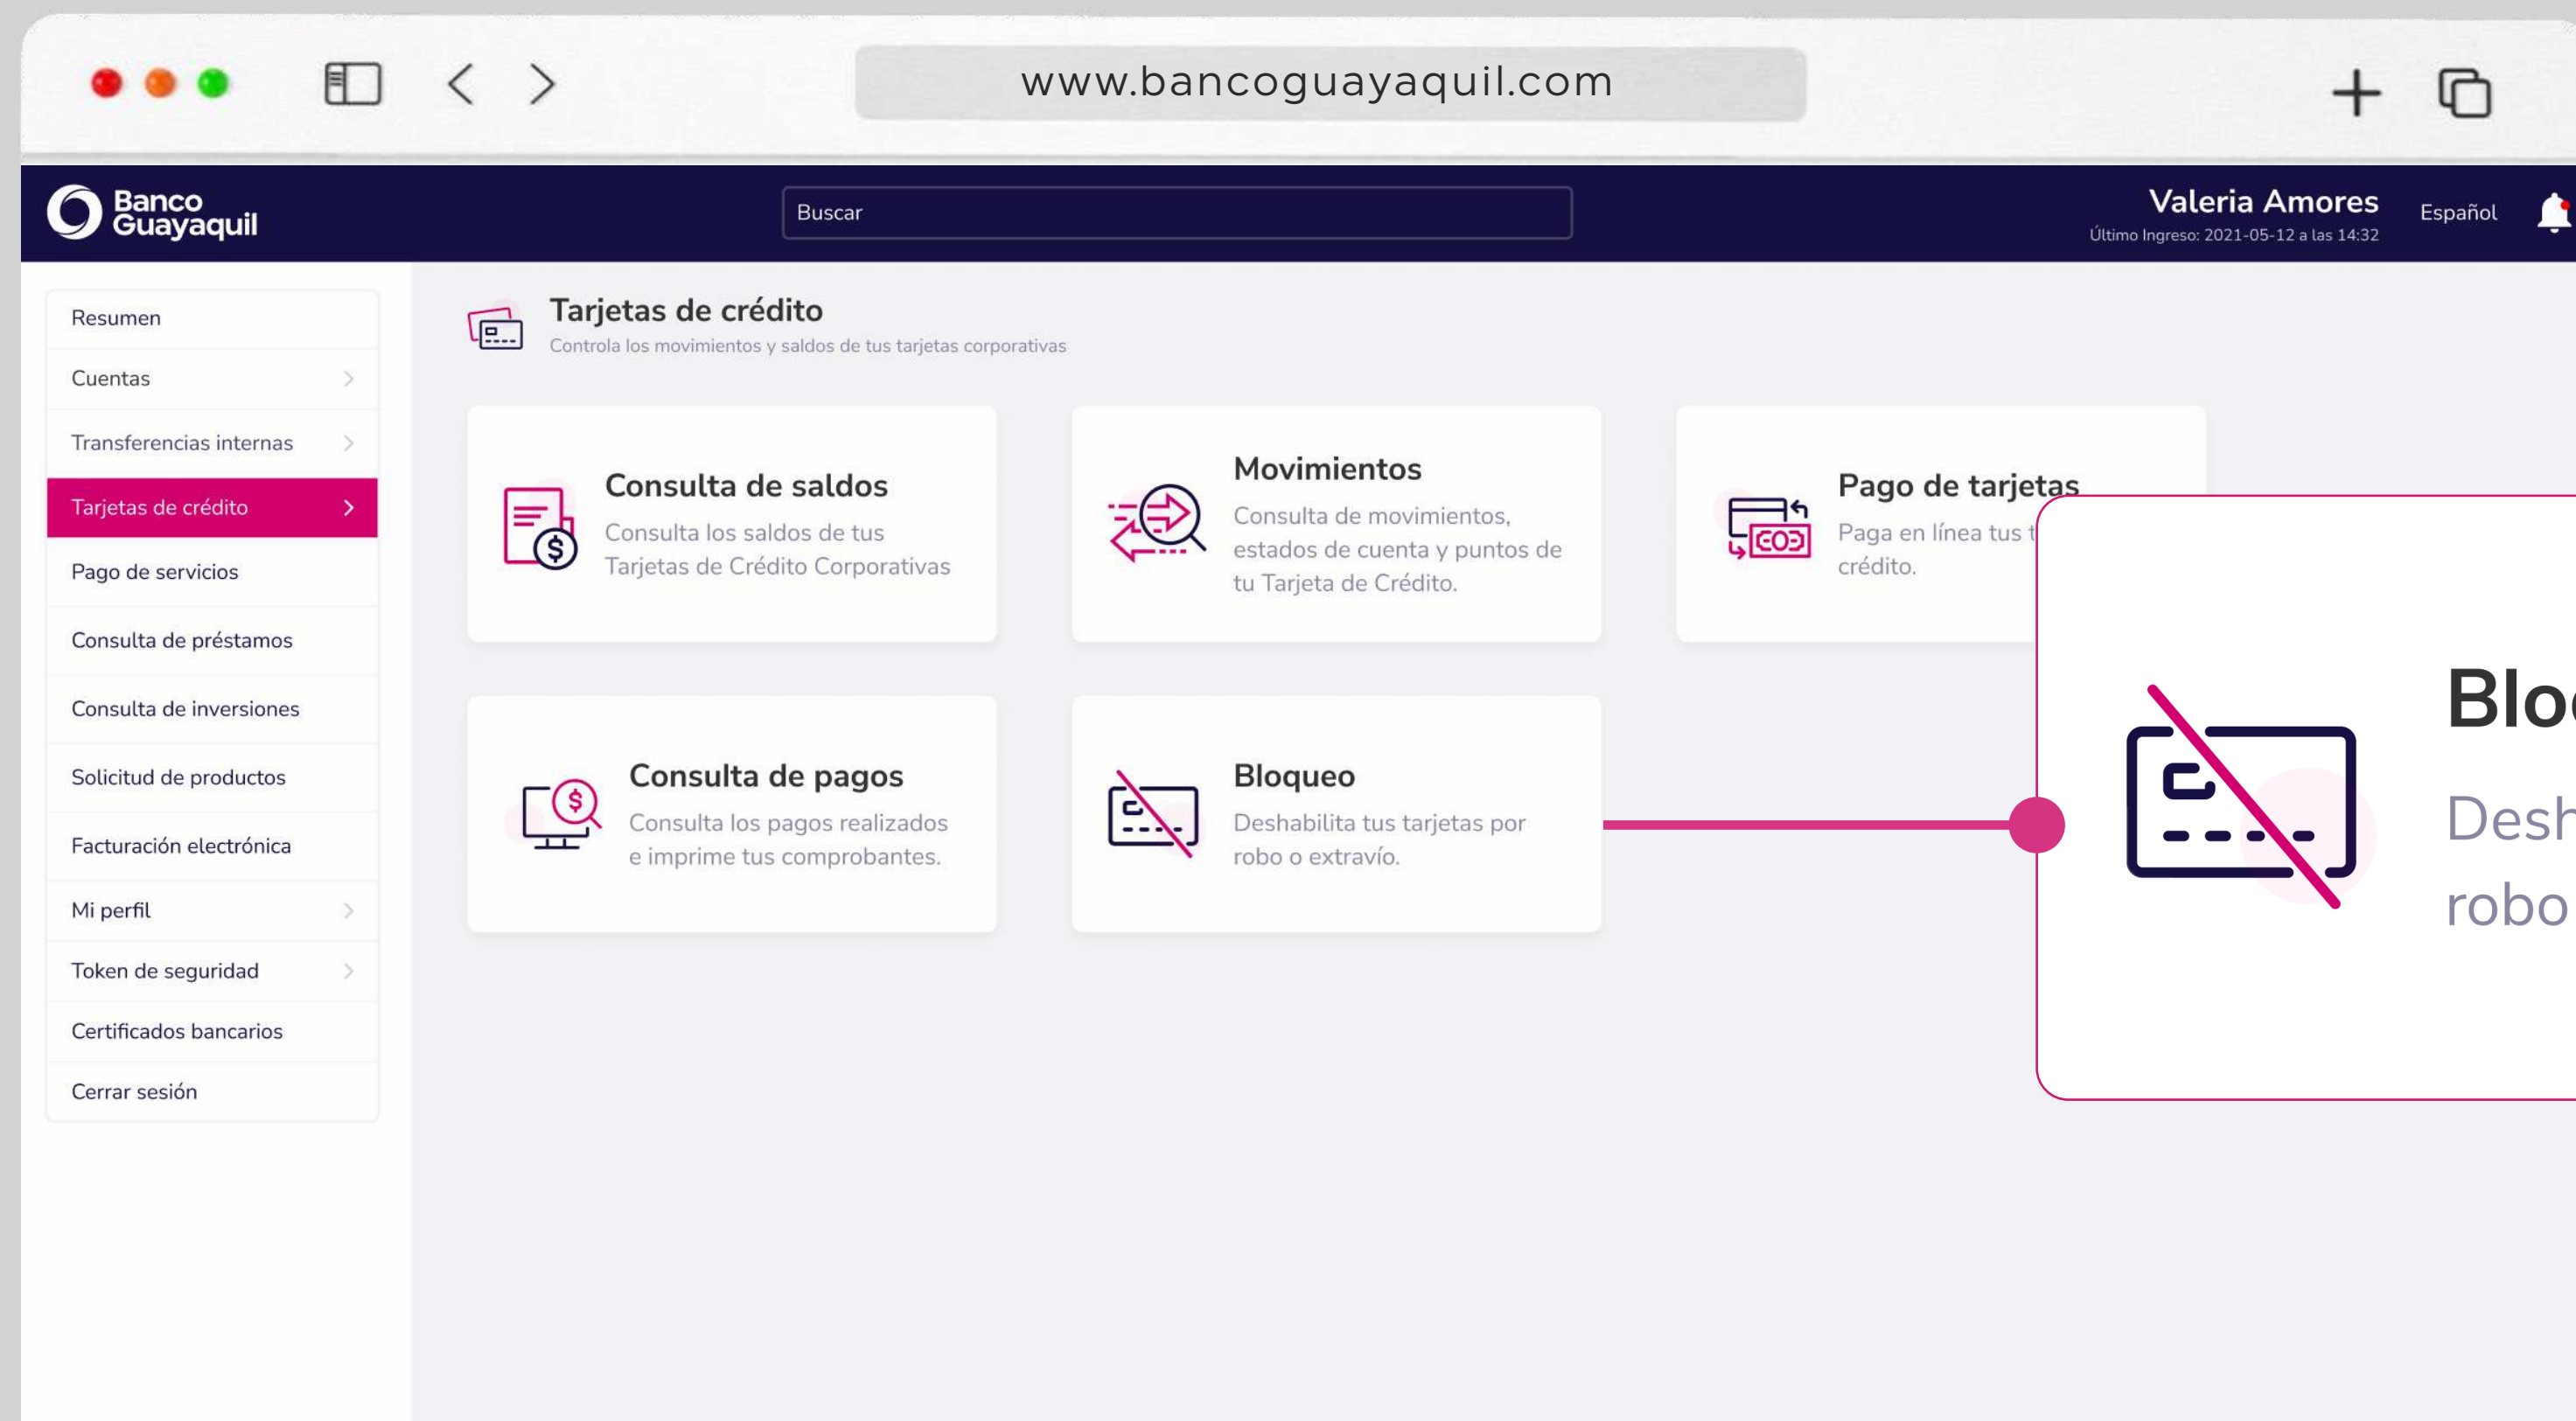 www.bancoguayaquil.com
Banco
Guayaquil
Buscar
Valeria Amores
Último Ingreso: 2021-05-12 a las 14:32
Español
Resumen
Cuentas
Transferencias internas
Tarjetas de crédito
Pago de servicios
Consulta de préstamos
Consulta de inversiones
Solicitud de productos
Facturación electrónica
Mi perfil
Token de seguridad
Certificados bancarios
Cerrar sesión
Tarjetas de crédito
Controla los movimientos y saldos de tus tarjetas corporativas
Consulta de saldos
Consulta los saldos de tus
Tarjetas de Crédito Corporativas
Movimientos
Consulta de movimientos,
estados de cuenta y puntos de
tu Tarjeta de Crédito.
Pago de tarjetas
Paga en línea tus
crédito.
Consulta de pagos
Consulta los pagos realizados
e imprime tus comprobantes.
Bloqueo
Deshabilita tus tarjetas por
robo o extravío.
robo